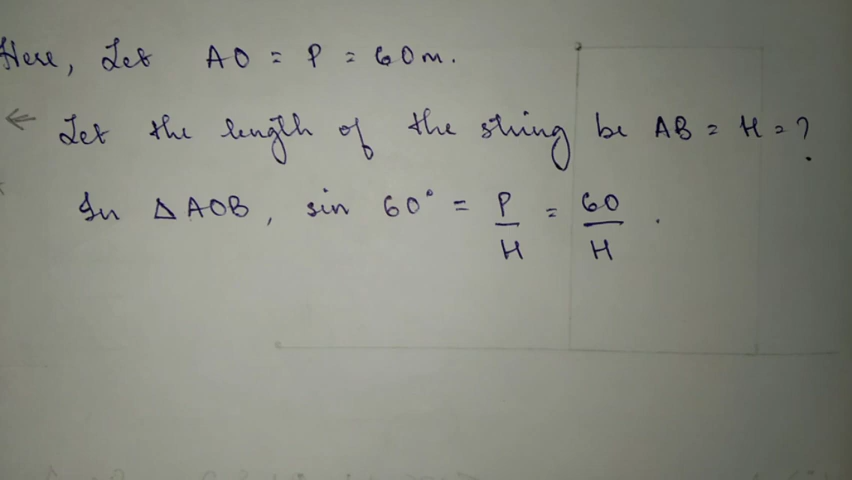 Here, Let AO = P = 60m.
Let the length of the string be AB = H = ?
In ΔAOB, sin 60° = P/H = 60/H.